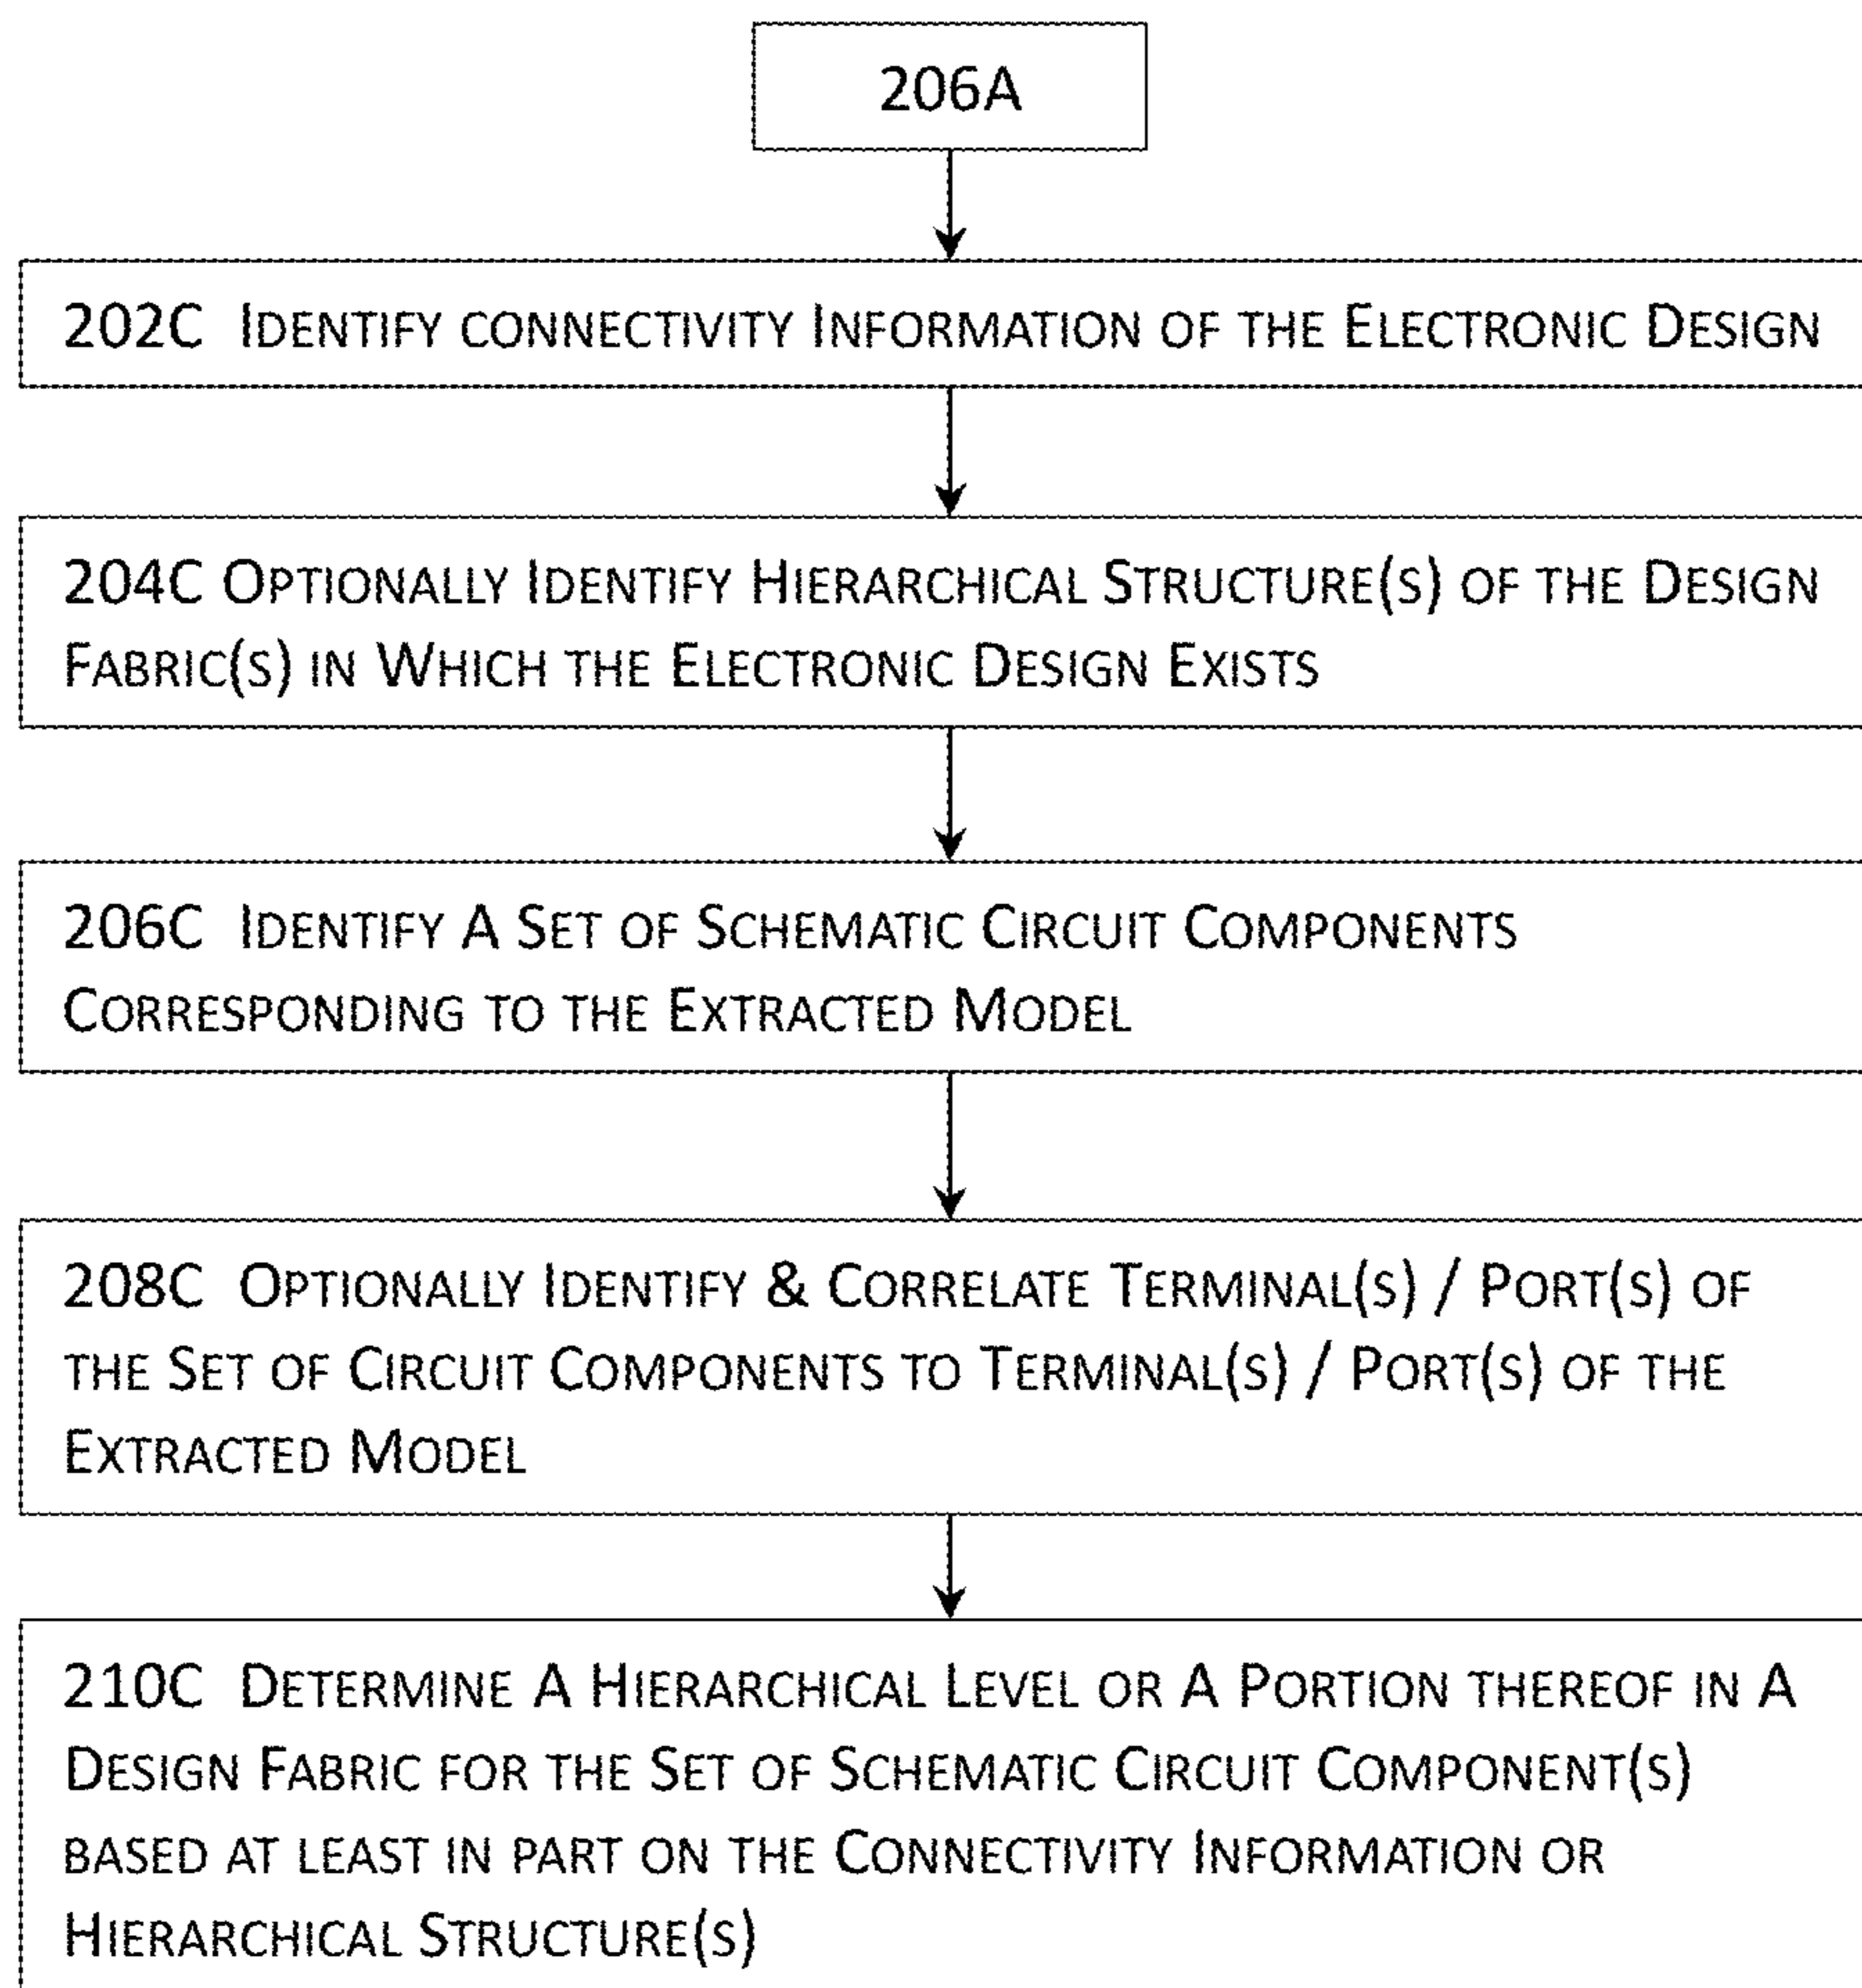 206A
202C Identify connectivity Information of the Electronic Design
204C Optionally Identify Hierarchical Structure(s) of the Design
Fabric(s) in Which the Electronic Design Exists
206C Identify A Set of Schematic Circuit Components
Corresponding to the Extracted Model
208C Optionally Identify & Correlate Terminal(s) / Port(s) of
the Set of Circuit Components to Terminal(s) / Port(s) of the
Extracted Model
210C Determine A Hierarchical Level or A Portion thereof in A
Design Fabric for the Set of Schematic Circuit Component(s)
based at least in part on the Connectivity Information or
Hierarchical Structure(s)